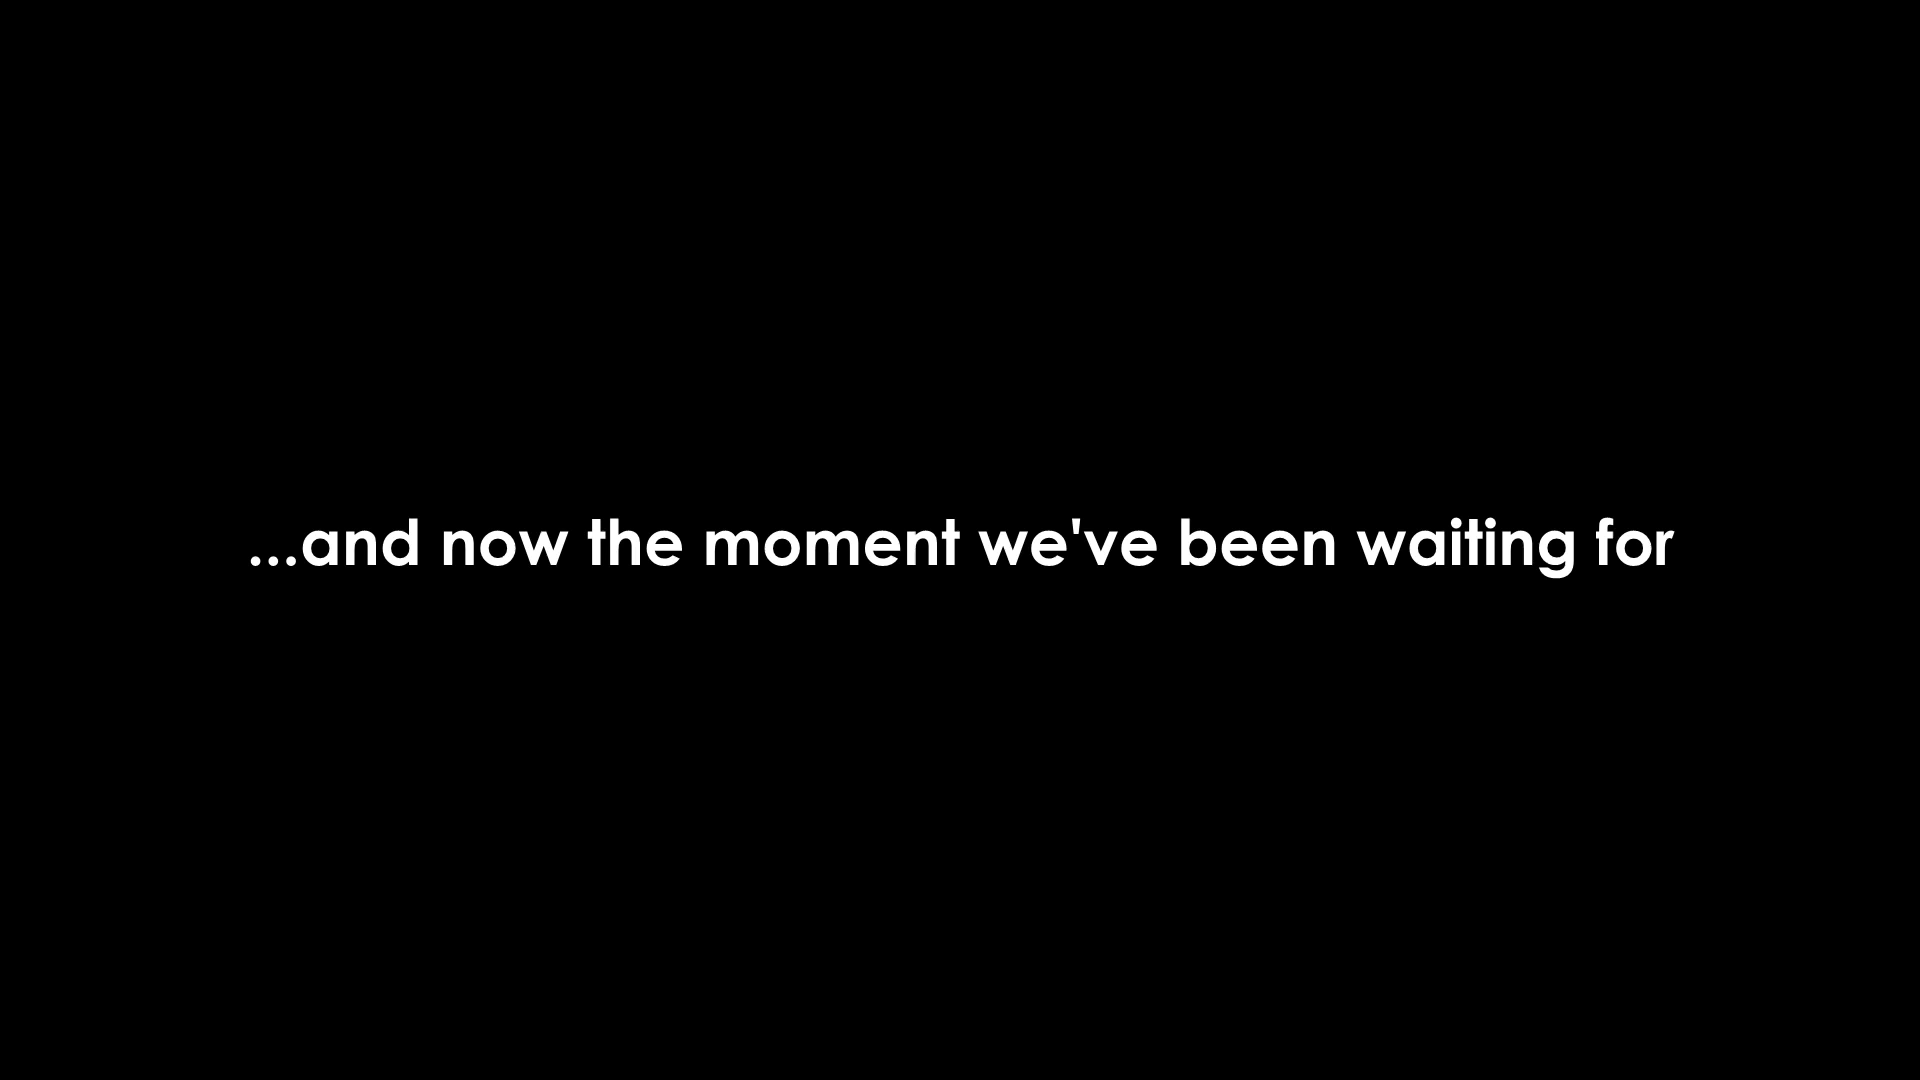 ...and now the moment we've been waiting for